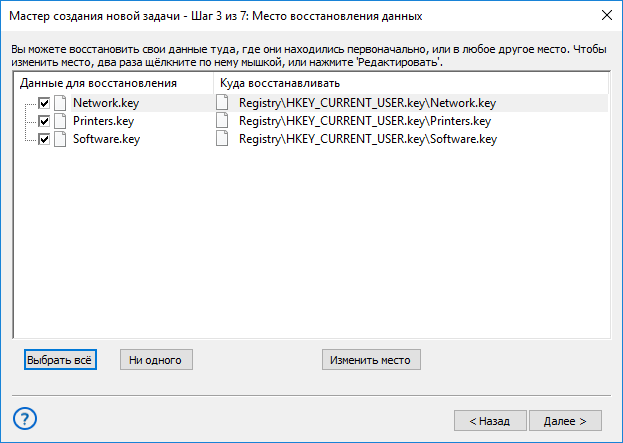 Мастер создания новой задачи - Шаг 3 из 7: Место восстановления данных
Вы можете восстановить свои данные туда, где они находились первоначально, или в любое другое место. Чтобы
изменить место, два раза щёлкните по нему мышкой, или нажмите 'Редактировать'.
Данные для восстановления Куда восстанавливать
Network.key Registry\HKEY_CURRENT_USER.key\Network.key
Printers.key Registry\HKEY_CURRENT_USER.key\Printers.key
Software.key Registry\HKEY_CURRENT_USER.key\Software.key
Выбрать всё Ни одного Изменить место
? < Назад Далее >